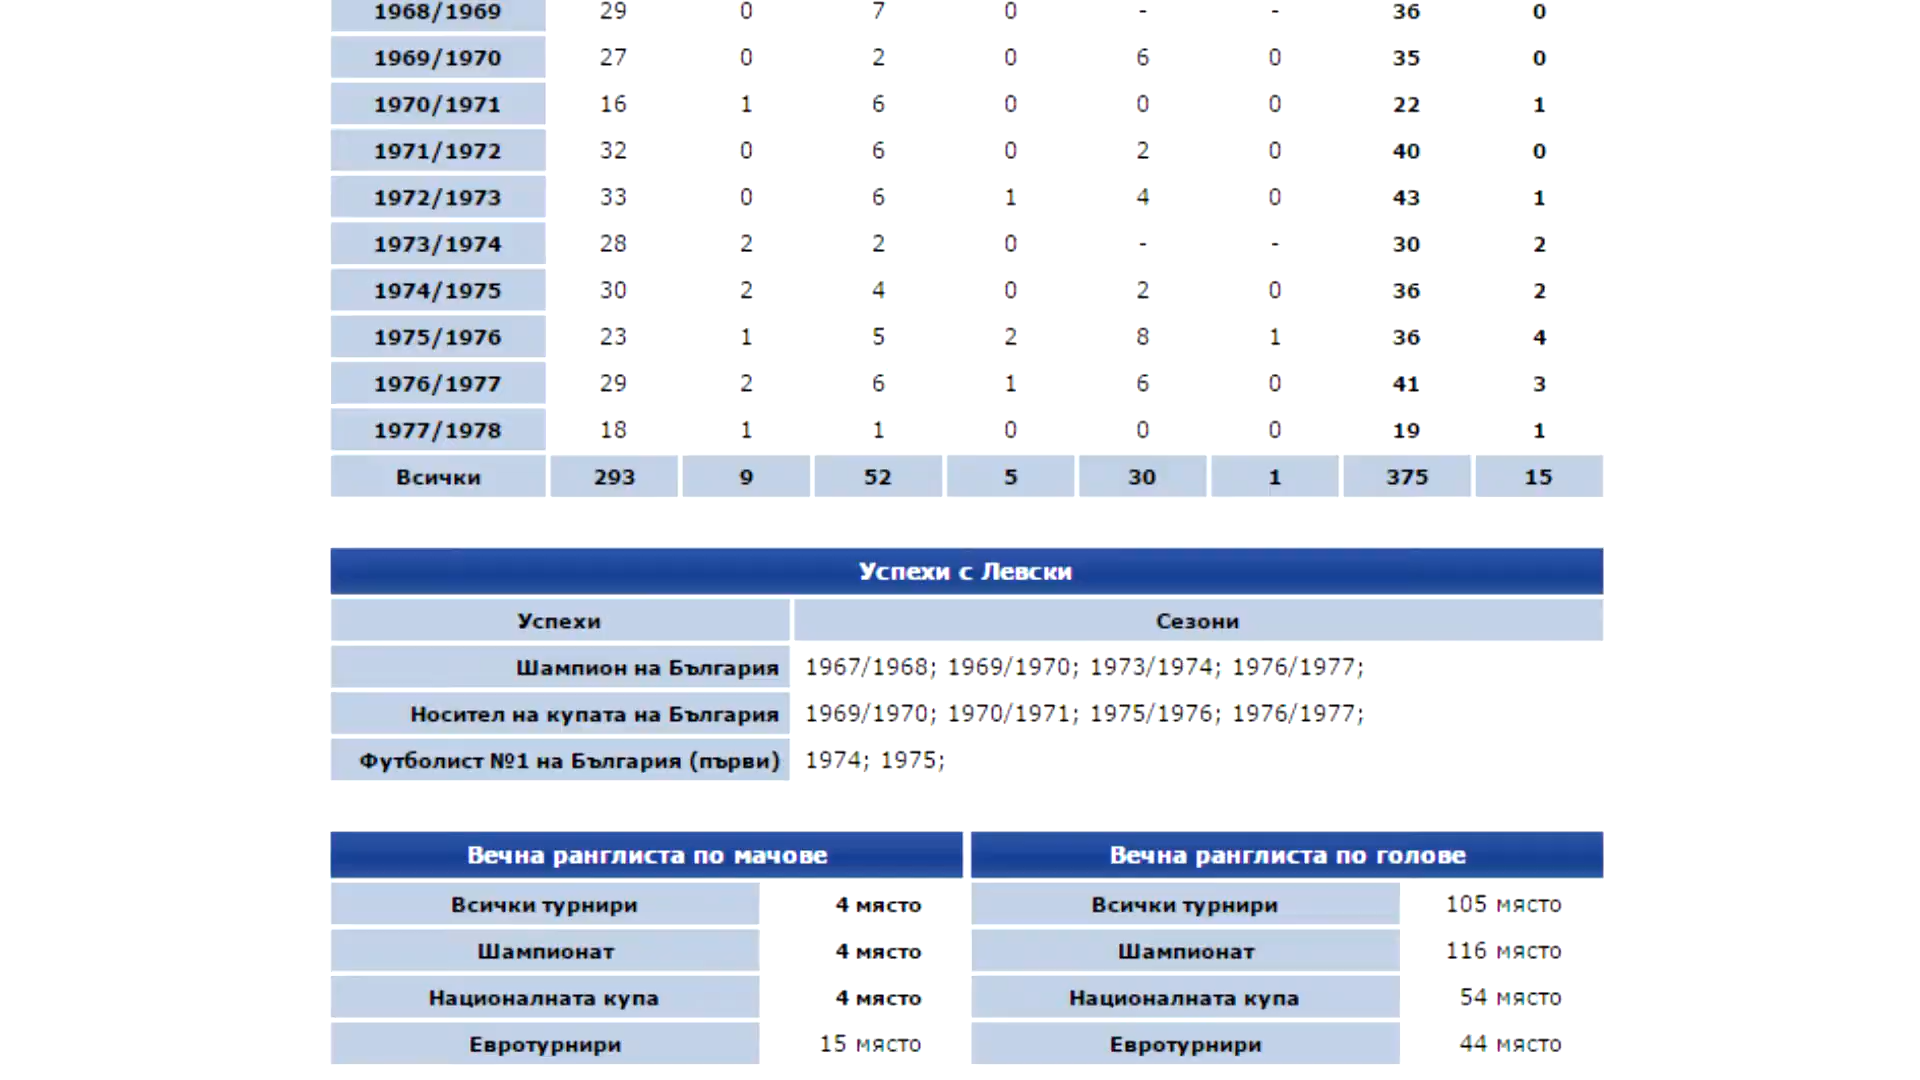 1968/1969 29 0 7 0 - - 36 0
1969/1970 27 0 2 0 6 0 35 0
1970/1971 16 1 6 0 0 0 22 1
1971/1972 32 0 6 0 2 0 40 0
1972/1973 33 0 6 1 4 0 43 1
1973/1974 28 2 2 0 - - 30 2
1974/1975 30 2 4 0 2 0 36 2
1975/1976 23 1 5 2 8 1 36 4
1976/1977 29 2 6 1 6 0 41 3
1977/1978 18 1 1 0 0 0 19 1
Всички 293 9 52 5 30 1 375 15
Успехи с Левски
Успехи Сезони
Шампион на България 1967/1968; 1969/1970; 1973/1974; 1976/1977;
Носител на купата на България 1969/1970; 1970/1971; 1975/1976; 1976/1977;
Футболист №1 на България (първи) 1974; 1975;
Вечна ранглиста по мачове Вечна ранглиста по голове
Всички турнири 4 място Всички турнири 105 място
Шампионат 4 място Шампионат 116 място
Националната купа 4 място Националната купа 54 място
Евротурнири 15 място Евротурнири 44 място